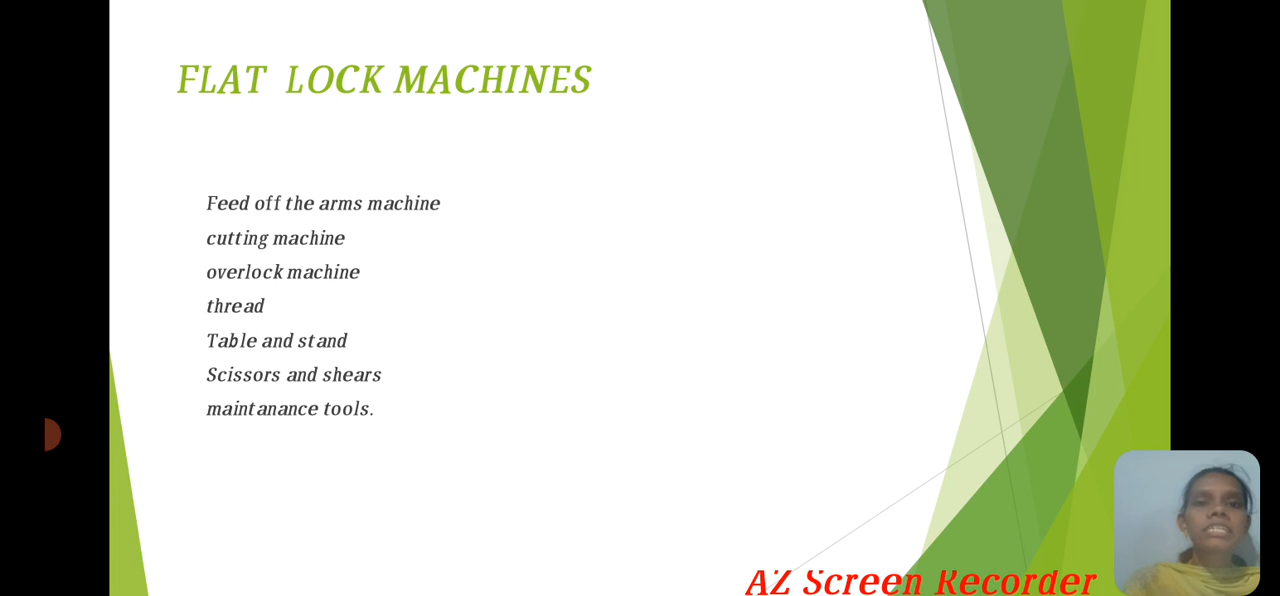 FLAT LOCK MACHINES
Feed off the arms machine
cutting machine
overlock machine
thread
Table and stand
Scissors and shears
maintanance tools.
AZ Screen Recorder